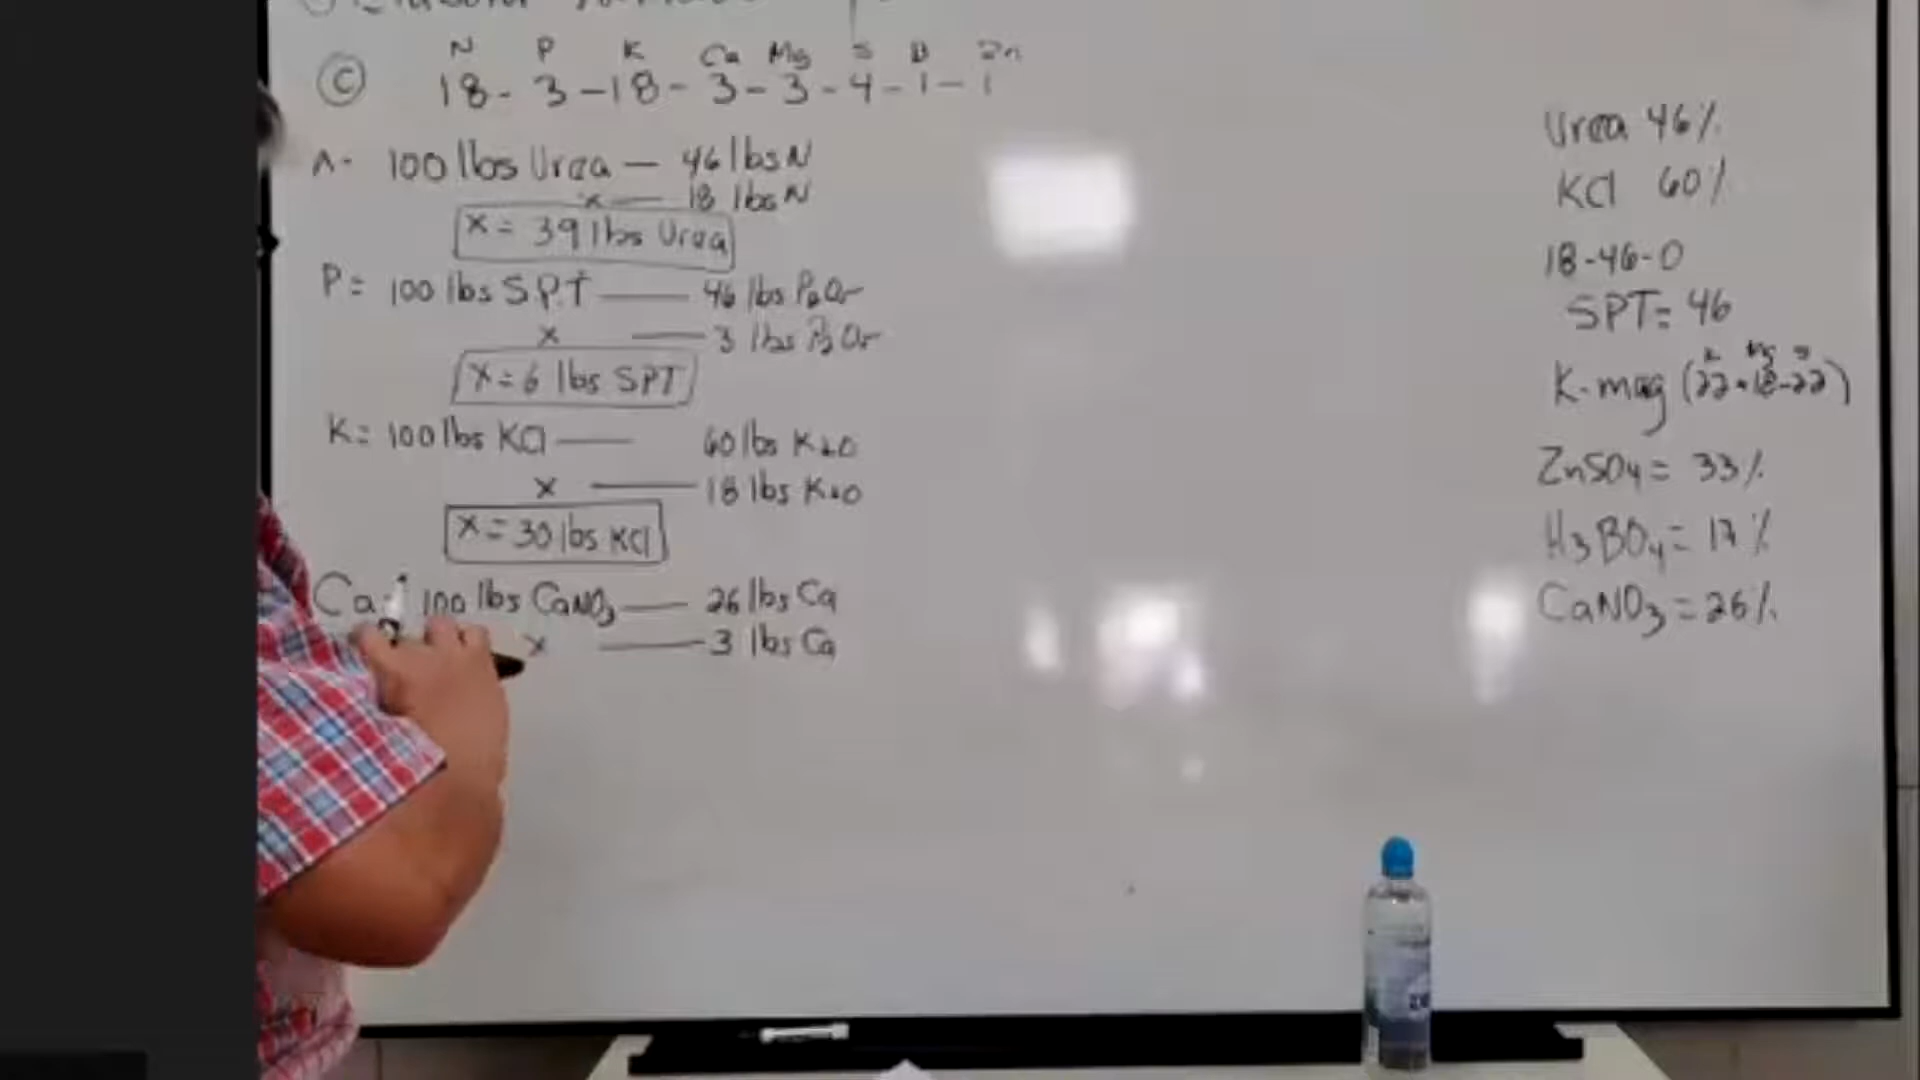 N P K Ca Mg S B Zn
C 18 - 3 - 18 - 3 - 3 - 4 - 1 - 1
100 lbs Urea — 46 lbs N
x — 18 lbs N
x = 39 lbs Urea
P = 100 lbs S.P.T — 46 lbs P2O5
x — 3 lbs P2O5
x = 6 lbs SPT
K = 100 lbs KCl — 60 lbs K2O
x — 18 lbs K2O
x = 30 lbs KCl
Ca 100 lbs CaNO3 — 26 lbs Ca
x — 3 lbs Ca
Urea 46%
KCl 60%
18-46-0
SPT = 46
K Mg S
K-mag (22-18-22)
ZnSO4 = 33%
H3BO4 = 17%
CaNO3 = 26%